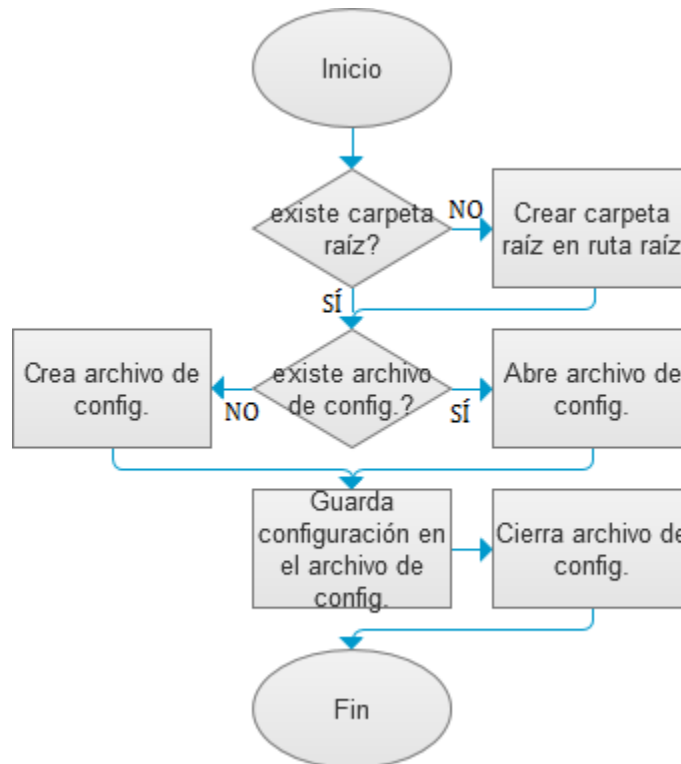 Inicio
existe carpeta
raíz?
NO
Crear carpeta
raíz en ruta raíz
SÍ
Crea archivo de
config.
NO
existe archivo
de config.?
SÍ
Abre archivo de
config.
Guarda
configuración en
el archivo de
config.
Cierra archivo de
config.
Fin